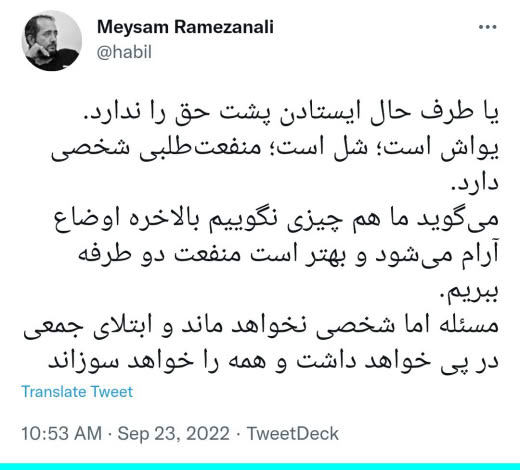 Meysam Ramezanali
@habil
یا طرف حال ایستادن پشت حق را ندارد.
یواش است؛ شل است؛ منفعت‌طلبی شخصی
دارد.
می‌گوید ما هم چیزی نگوییم بالاخره اوضاع
آرام می‌شود و بهتر است منفعت دو طرفه
ببریم.
مسئله اما شخصی نخواهد ماند و ابتلای جمعی
در پی خواهد داشت و همه را خواهد سوزاند
Translate Tweet
10:53 AM · Sep 23, 2022 · TweetDeck